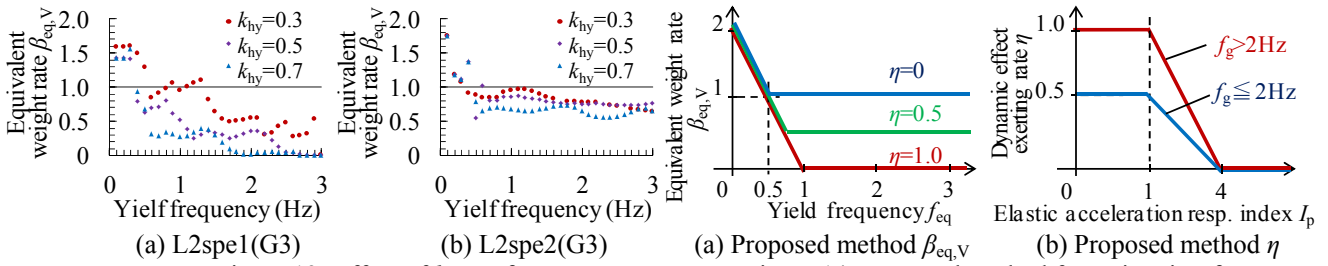 Equivalent weight rate βeq,V
2.0
1.5
1.0
0.5
0.0
khy=0.3
khy=0.5
khy=0.7
0 1 2 3
Yielf frequency (Hz)
(a) L2spe1(G3)
Equivalent weight rate βeq,V
2.0
1.5
1.0
0.5
0.0
khy=0.3
khy=0.5
khy=0.7
0 1 2 3
Yielf frequency (Hz)
(b) L2spe2(G3)
Equivalent weight rate βeq,V
2
1
η=0
η=0.5
η=1.0
0 0.5 1 2 3
Yield frequency feq
(a) Proposed method βeq,V
Dynamic effect exerting rate η
1.0
0.5
fg>2Hz
fg≦2Hz
0 1 4
Elastic acceleration resp. index Ip
(b) Proposed method η